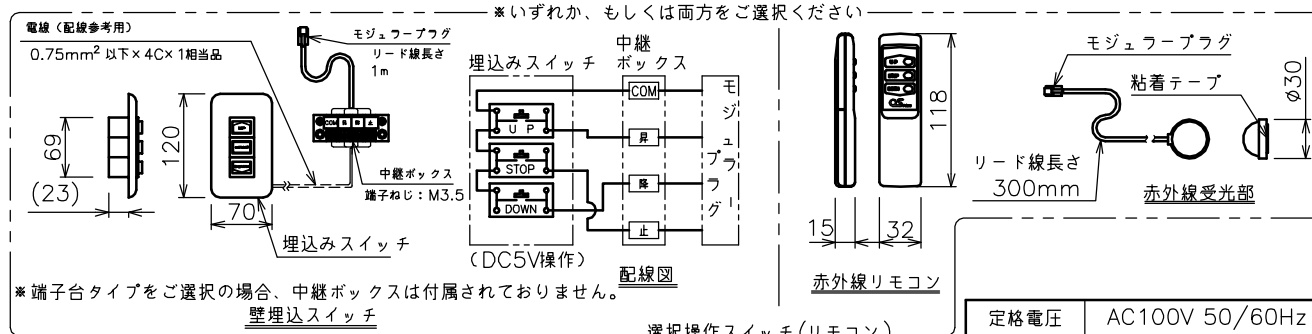 ※いずれか、もしくは両方をご選択ください
電線（配線参考用）
0.75mm² 以下×4C×1相当品
モジュラープラグ
リード線長さ
1m
69
(23)
120
70
COM 昇 降 止
中継ボックス
端子ねじ：M3.5
埋込みスイッチ
※端子台タイプをご選択の場合、中継ボックスは付属されておりません。
壁埋込スイッチ
埋込みスイッチ
中継
ボックス
COM
UP
昇
STOP
降
DOWN
止
モジュラープラグ
(DC5V操作)
配線図
118
15
32
赤外線リモコン
モジュラープラグ
粘着テープ
ø30
リード線長さ
300mm
赤外線受光部
選択操作スイッチ(リモコン)
定格電圧 AC100V 50/60Hz